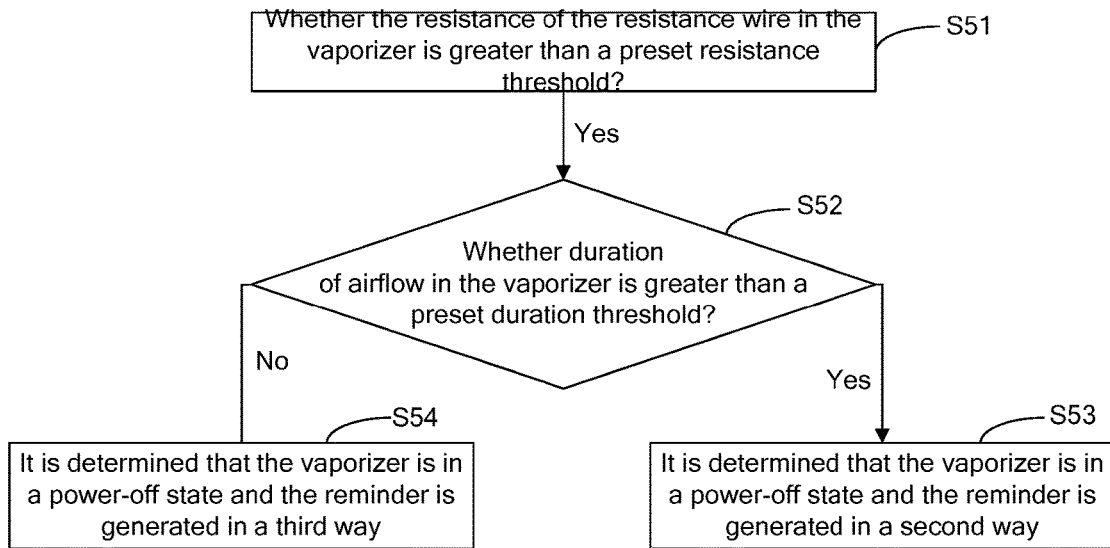 Whether the resistance of the resistance wire in the
vaporizer is greater than a preset resistance
threshold?
S51
Yes
S52
Whether duration
of airflow in the vaporizer is greater than a
preset duration threshold?
No
Yes
S54
S53
It is determined that the vaporizer is in
a power-off state and the reminder is
generated in a third way
It is determined that the vaporizer is in
a power-off state and the reminder is
generated in a second way